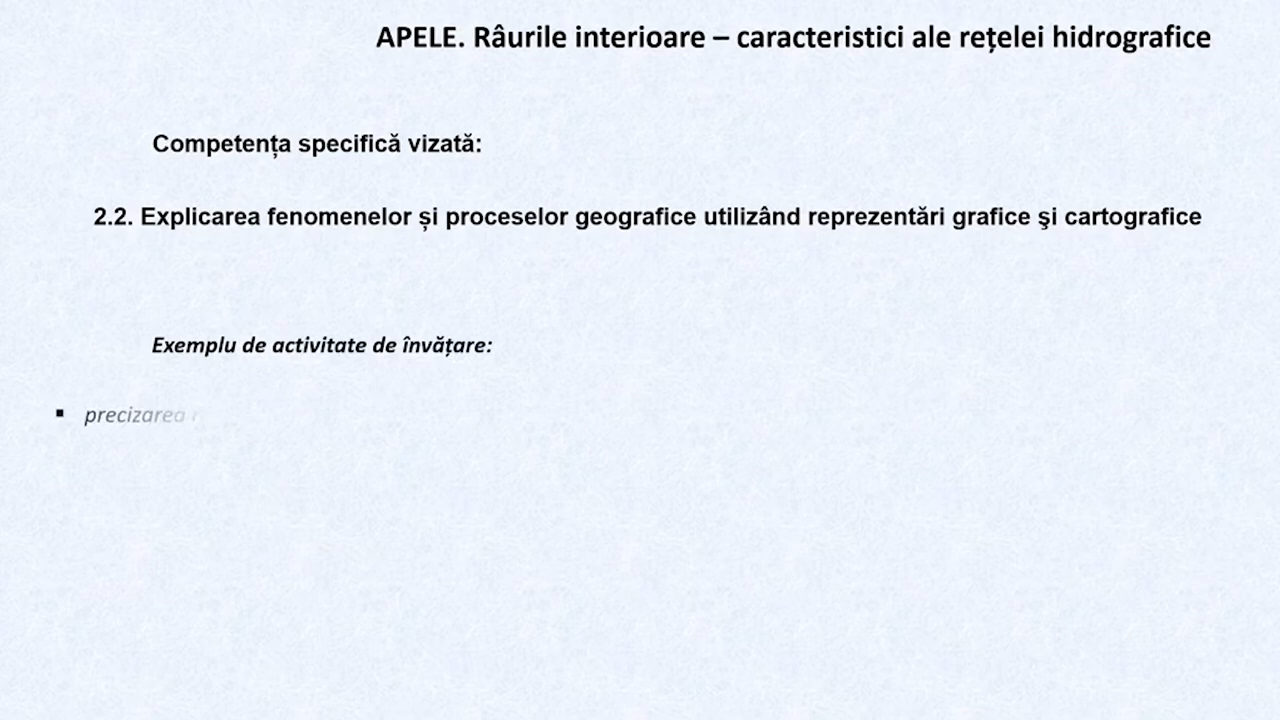 APELE. Râurile interioare – caracteristici ale rețelei hidrografice
Competența specifică vizată:
2.2. Explicarea fenomenelor și proceselor geografice utilizând reprezentări grafice şi cartografice
Exemplu de activitate de învățare:
▪ precizarea